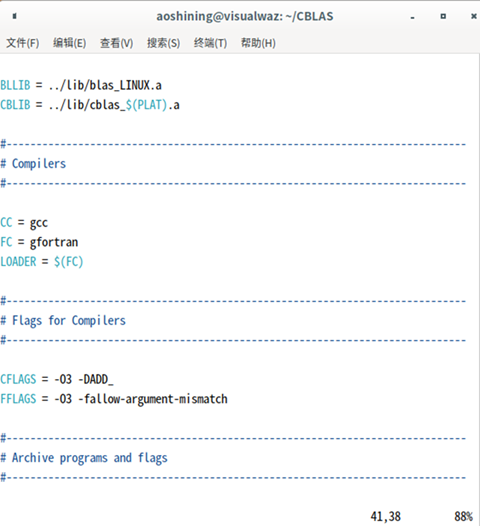 aoshining@visualwaz: ~/CBLAS
文件(F) 编辑(E) 查看(V) 搜索(S) 终端(T) 帮助(H)
BLLIB = ../lib/blas_LINUX.a
CBLIB = ../lib/cblas_$(PLAT).a
#---------------------------------------------------------------------------
# Compilers
#---------------------------------------------------------------------------
CC = gcc
FC = gfortran
LOADER = $(FC)
#---------------------------------------------------------------------------
# Flags for Compilers
#---------------------------------------------------------------------------
CFLAGS = -O3 -DADD_
FFLAGS = -O3 -fallow-argument-mismatch
#---------------------------------------------------------------------------
# Archive programs and flags
#---------------------------------------------------------------------------
41,38 88%